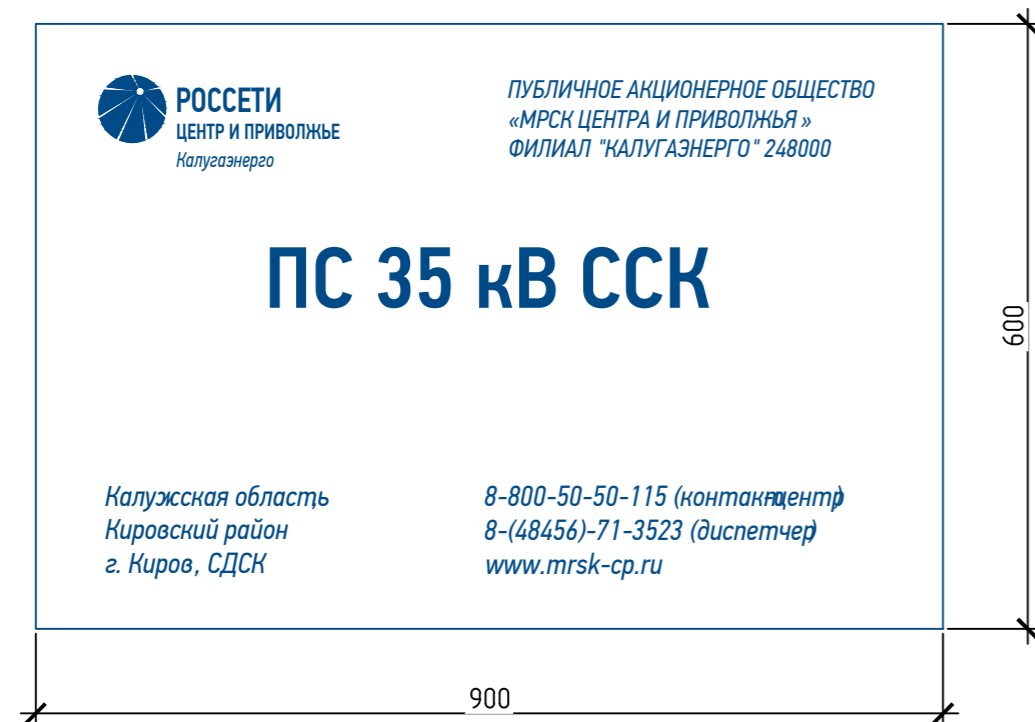 РОССЕТИ
ЦЕНТР И ПРИВОЛЖЬЕ
Калугаэнерго
ПУБЛИЧНОЕ АКЦИОНЕРНОЕ ОБЩЕСТВО
«МРСК ЦЕНТРА И ПРИВОЛЖЬЯ»
ФИЛИАЛ "КАЛУГАЭНЕРГО" 248000
ПС 35 кВ ССК
Калужская область,
Кировский район
г. Киров, СДСК
8-800-50-50-115 (контакт-центр)
8-(48456)-71-3523 (диспетчер)
www.mrsk-cp.ru
600
900